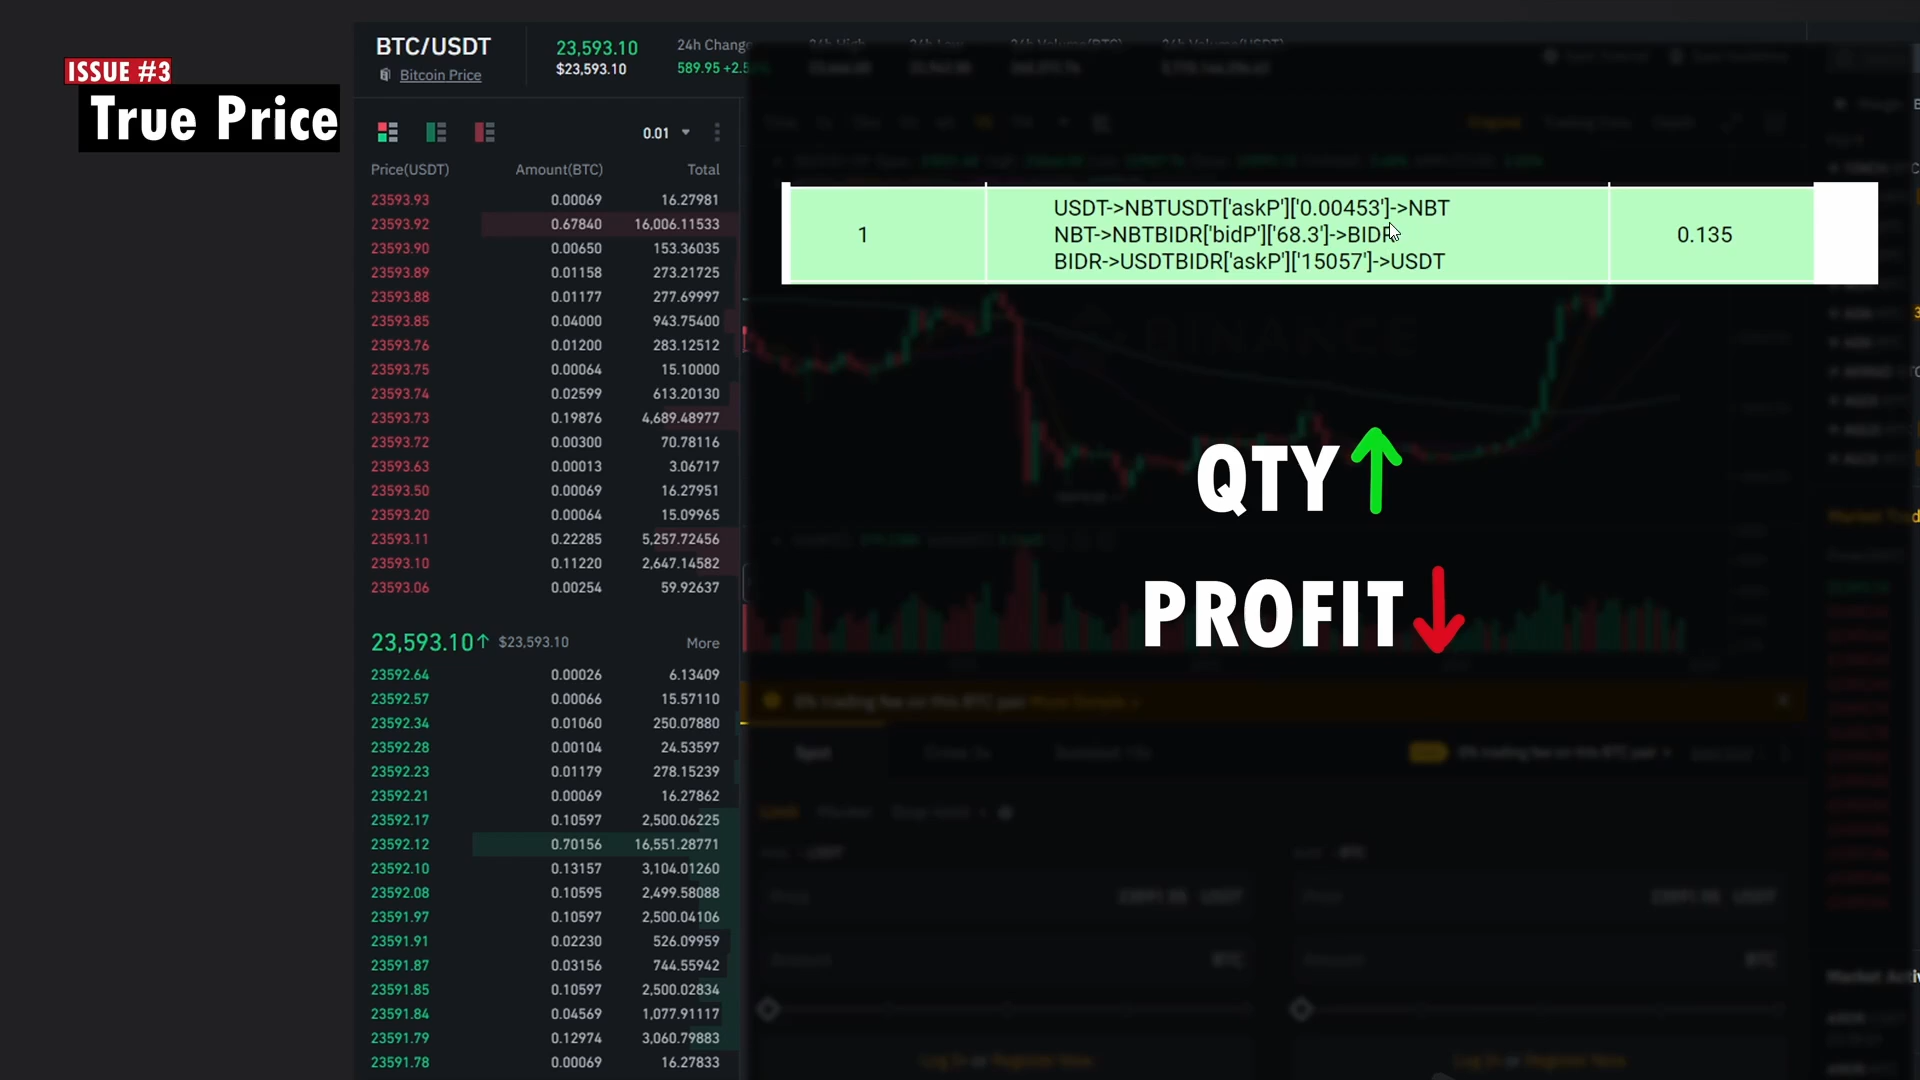 ISSUE #3
True Price
BTC/USDT
Bitcoin Price
23,593.10
$23,593.10
24h Change
589.95 +2.5
0.01
Price(USDT) Amount(BTC) Total
23593.93 0.00069 16.27981
23593.92 0.67840 16,006.11533
23593.90 0.00650 153.36035
23593.89 0.01158 273.21725
23593.88 0.01177 277.69997
23593.85 0.04000 943.75400
23593.76 0.01200 283.12512
23593.75 0.00064 15.10000
23593.74 0.02599 613.20130
23593.73 0.19876 4,689.48977
23593.72 0.00300 70.78116
23593.63 0.00013 3.06717
23593.50 0.00069 16.27951
23593.20 0.00064 15.09965
23593.11 0.22285 5,257.72456
23593.10 0.11220 2,647.14582
23593.06 0.00254 59.92637
23,593.10↑ $23,593.10 More
23592.64 0.00026 6.13409
23592.57 0.00066 15.57110
23592.34 0.01060 250.07880
23592.28 0.00104 24.53597
23592.23 0.01179 278.15239
23592.21 0.00069 16.27862
23592.17 0.10597 2,500.06225
23592.12 0.70156 16,551.28771
23592.10 0.13157 3,104.01260
23592.08 0.10595 2,499.58088
23591.97 0.10597 2,500.04106
23591.91 0.02230 526.09959
23591.87 0.03156 744.55942
23591.85 0.10597 2,500.02834
23591.84 0.04569 1,077.91117
23591.79 0.12974 3,060.79883
23591.78 0.00069 16.27833
1
USDT->NBTUSDT['askP']['0.00453']->NBT
NBT->NBTBIDR['bidP']['68.3']->BIDR
BIDR->USDTBIDR['askP']['15057']->USDT
0.135
QTY
PROFIT